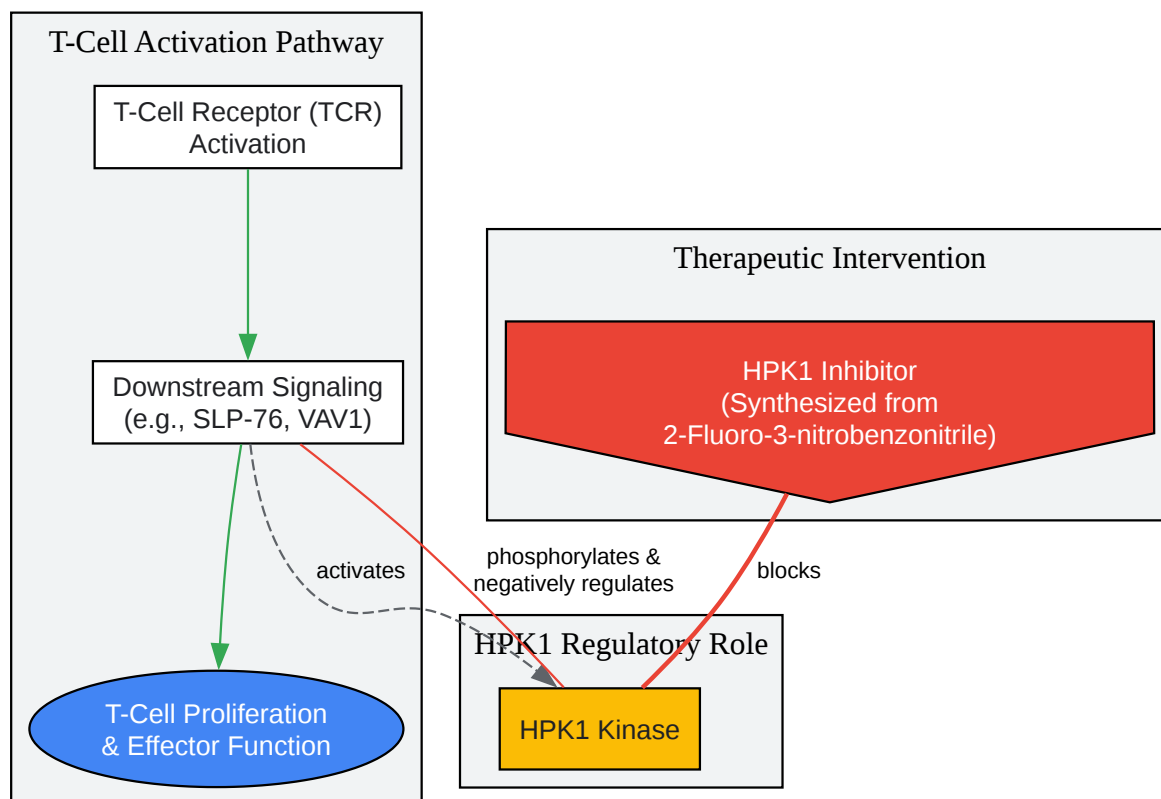 T-Cell Activation Pathway
T-Cell Receptor (TCR)
Activation
Therapeutic Intervention
HPK1 Inhibitor
(Synthesized from
2-Fluoro-3-nitrobenzonitrile)
Downstream Signaling
(e.g., SLP-76, VAV1)
activates
phosphorylates &
negatively regulates
blocks
HPK1 Regulatory Role
HPK1 Kinase
T-Cell Proliferation
& Effector Function